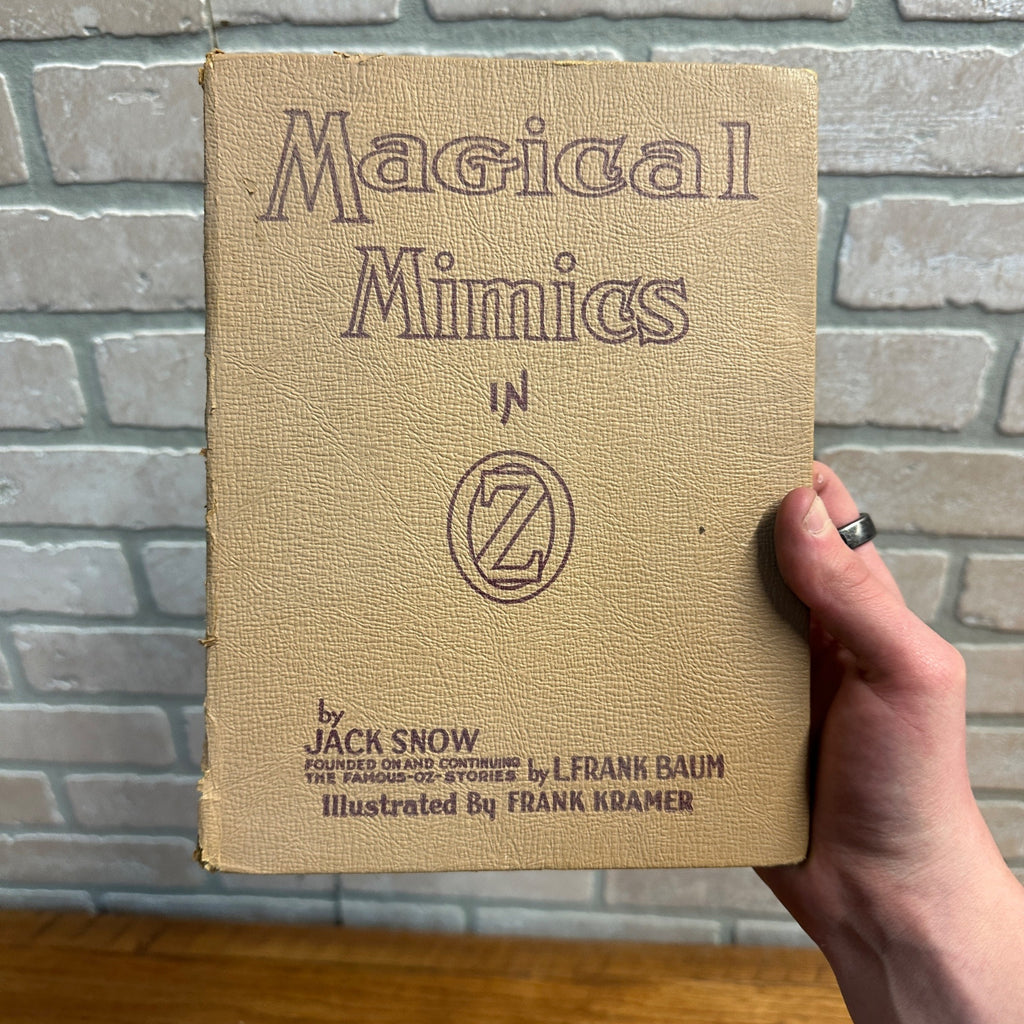 Magical
Mimics
IN
OZ
by
JACK SNOW
FOUNDED ON AND CONTINUING
THE FAMOUS-OZ-STORIES by L. FRANK BAUM
Illustrated By FRANK KRAMER